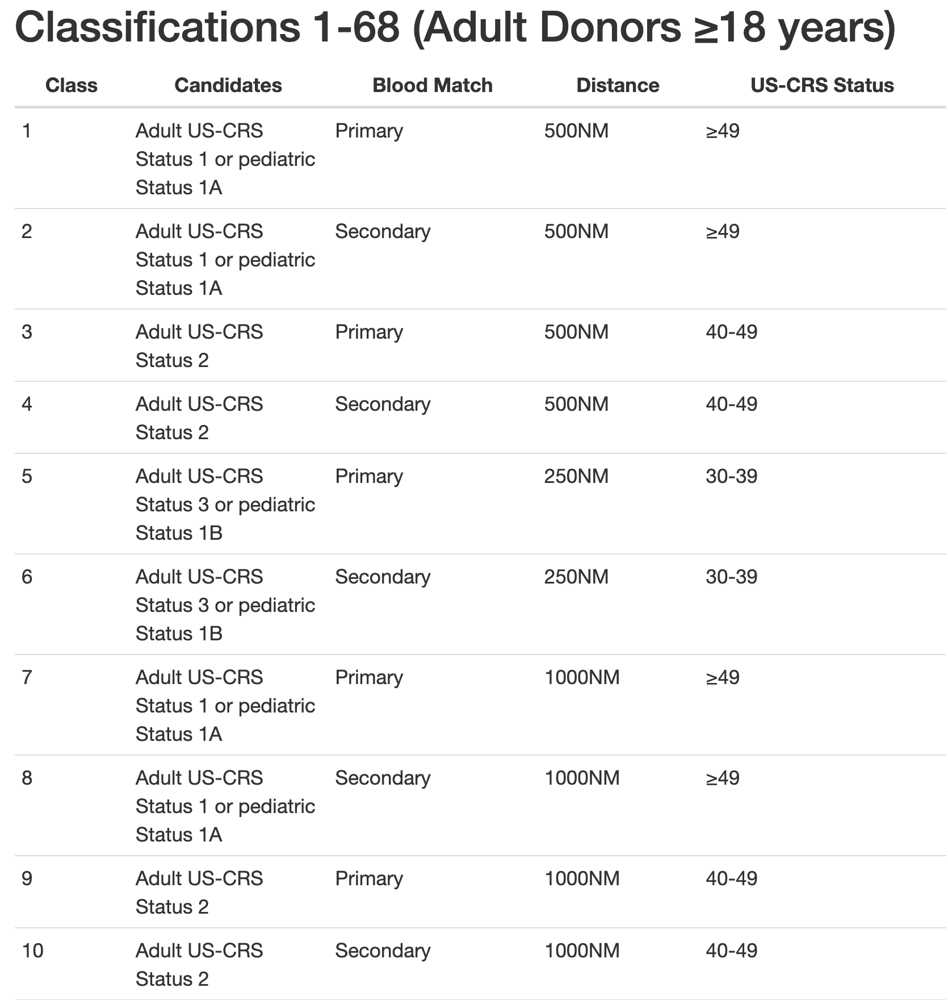 Classifications 1-68 (Adult Donors ≥18 years)
Class Candidates Blood Match Distance US-CRS Status
1 Adult US-CRS Primary 500NM ≥49
Status 1 or pediatric
Status 1A
2 Adult US-CRS Secondary 500NM ≥49
Status 1 or pediatric
Status 1A
3 Adult US-CRS Primary 500NM 40-49
Status 2
4 Adult US-CRS Secondary 500NM 40-49
Status 2
5 Adult US-CRS Primary 250NM 30-39
Status 3 or pediatric
Status 1B
6 Adult US-CRS Secondary 250NM 30-39
Status 3 or pediatric
Status 1B
7 Adult US-CRS Primary 1000NM ≥49
Status 1 or pediatric
Status 1A
8 Adult US-CRS Secondary 1000NM ≥49
Status 1 or pediatric
Status 1A
9 Adult US-CRS Primary 1000NM 40-49
Status 2
10 Adult US-CRS Secondary 1000NM 40-49
Status 2